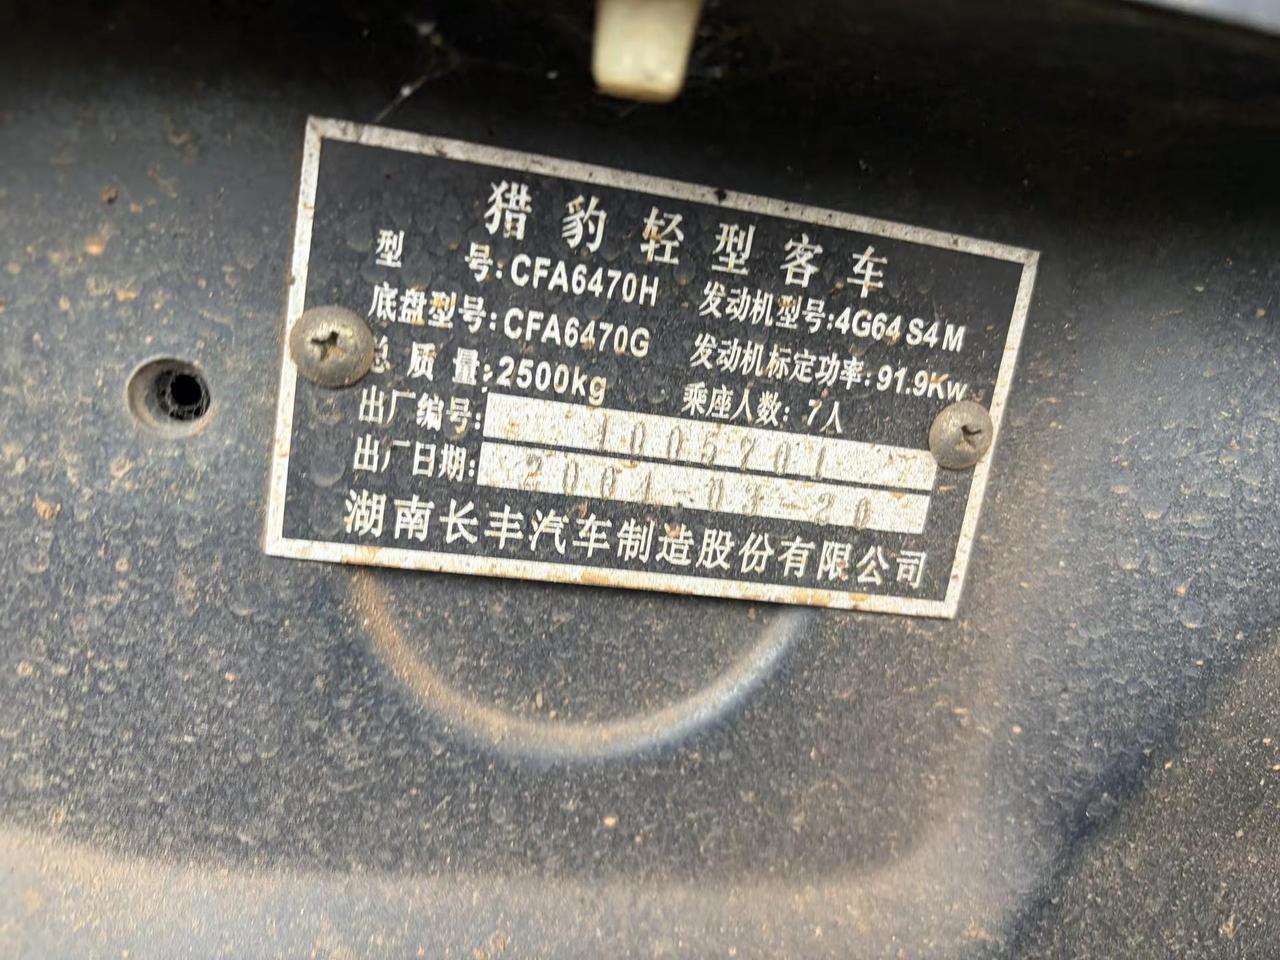 猎豹轻型客车
型 号:CFA6470H 发动机型号:4G64S4M
底盘型号:CFA6470G 发动机标定功率:91.9Kw
总质量:2500kg 乘座人数:7人
出厂编号:
出厂日期:
湖南长丰汽车制造股份有限公司